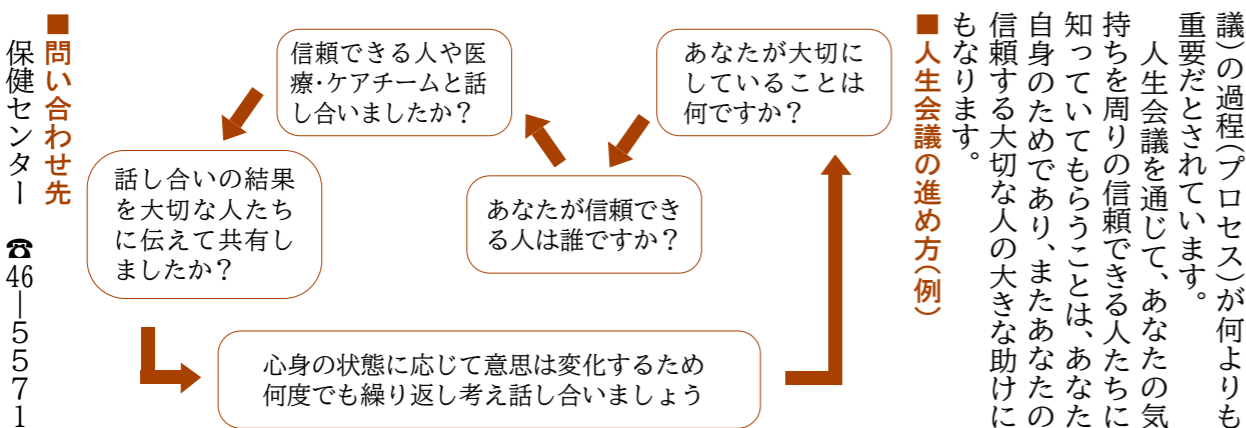 議）の過程（プロセス）が何よりも
重要だとされています。
　人生会議を通じて、あなたの気
持ちを周りの信頼できる人たちに
知っていてもらうことは、あなた
自身のためであり、またあなたの
信頼する大切な人の大きな助けに
もなります。
■人生会議の進め方（例）
あなたが大切に
していることは
何ですか？
あなたが信頼でき
る人は誰ですか？
信頼できる人や医
療・ケアチームと話
し合いましたか？
話し合いの結果
を大切な人たち
に伝えて共有し
ましたか？
心身の状態に応じて意思は変化するため
何度でも繰り返し考え話し合いましょう
■問い合わせ先
保健センター　☎46―5571